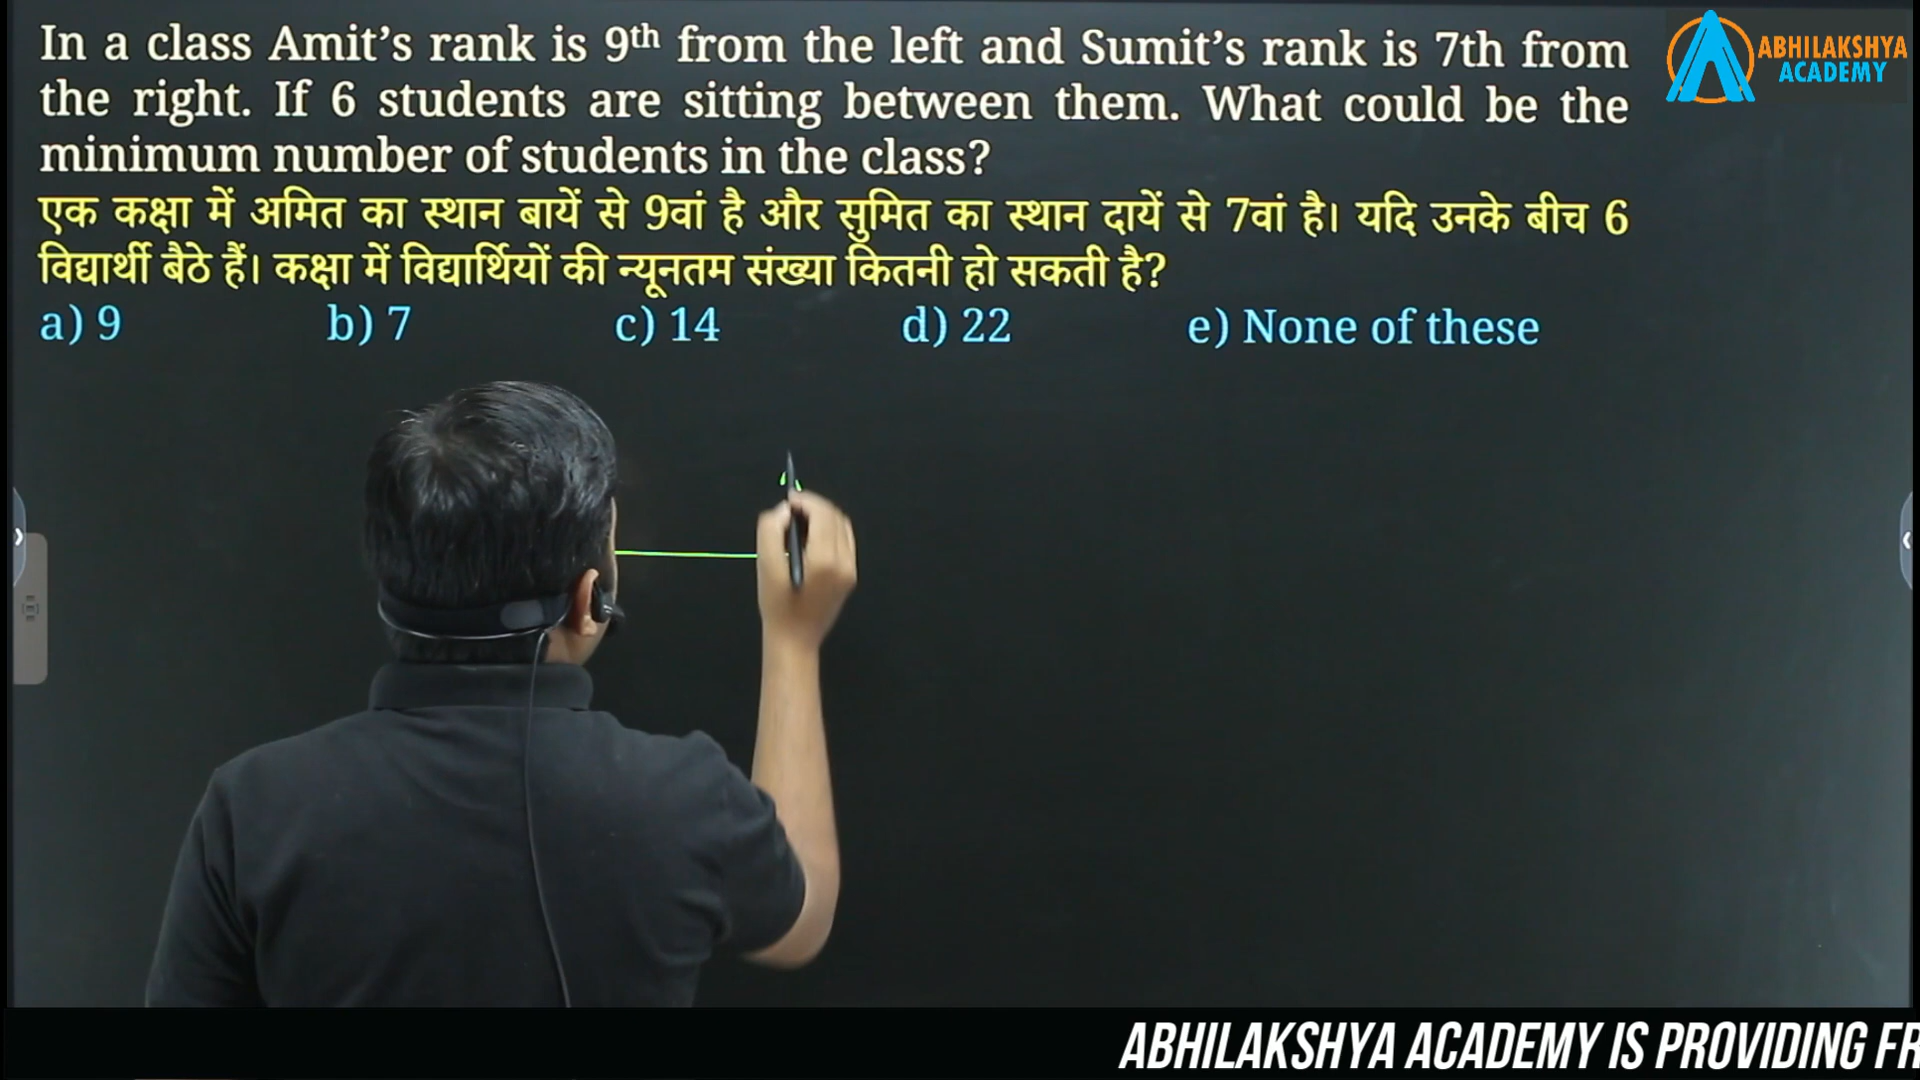 In a class Amit’s rank is 9th from the left and Sumit’s rank is 7th from
the right. If 6 students are sitting between them. What could be the
minimum number of students in the class?
एक कक्षा में अमित का स्थान बायें से 9वां है और सुमित का स्थान दायें से 7वां है। यदि उनके बीच 6
विद्यार्थी बैठे हैं। कक्षा में विद्यार्थियों की न्यूनतम संख्या कितनी हो सकती है?
a) 9 b) 7 c) 14 d) 22 e) None of these
ABHILAKSHYA
ACADEMY
ABHILAKSHYA ACADEMY IS PROVIDING FR